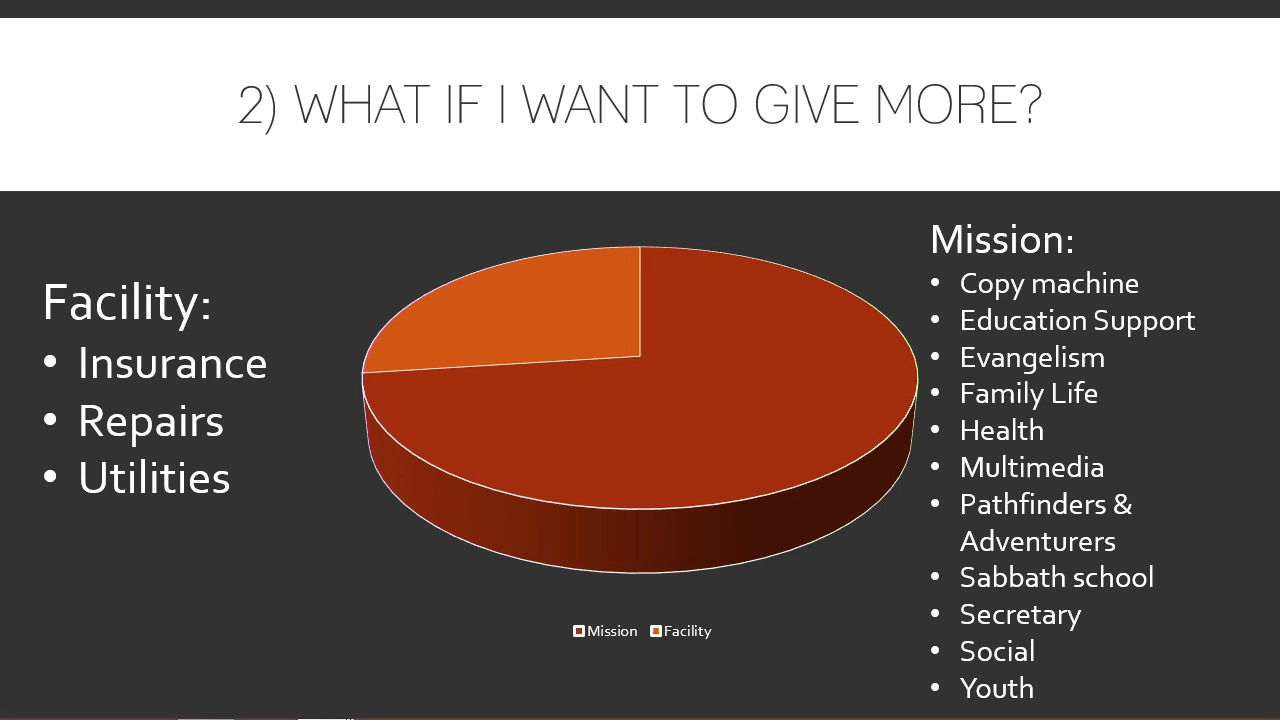 2) WHAT IF I WANT TO GIVE MORE?
Facility:
• Insurance
• Repairs
• Utilities
Mission Facility
Mission:
• Copy machine
• Education Support
• Evangelism
• Family Life
• Health
• Multimedia
• Pathfinders &
Adventurers
• Sabbath school
• Secretary
• Social
• Youth